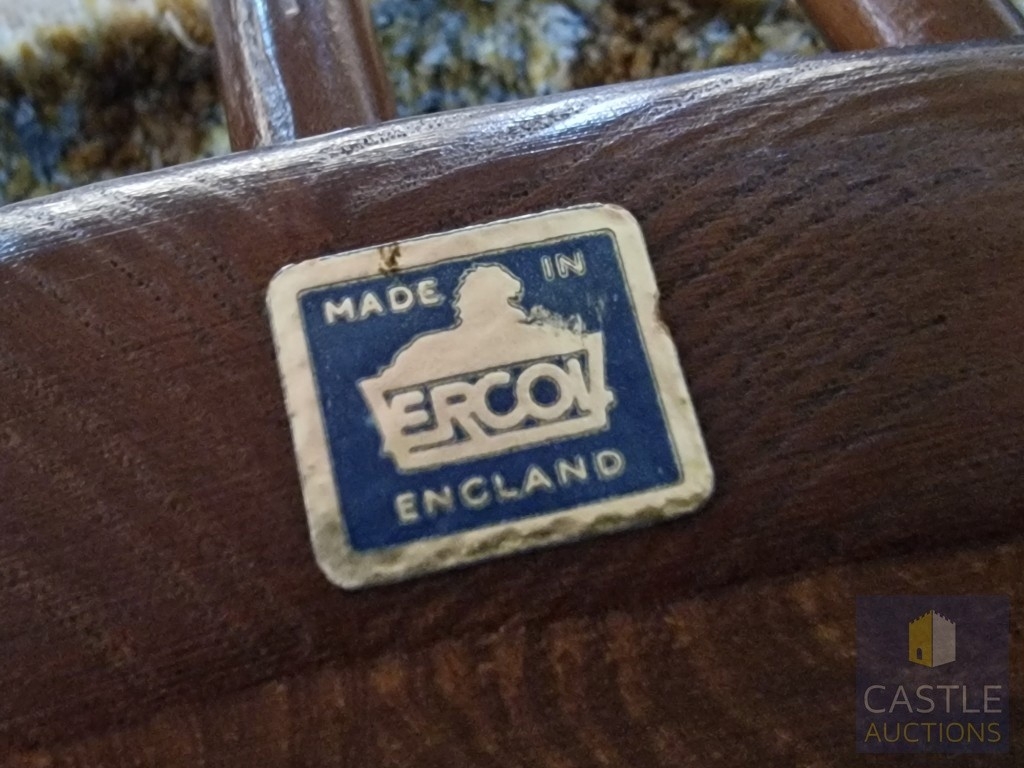 MADE IN
ERCOL
ENGLAND
CASTLE
AUCTIONS